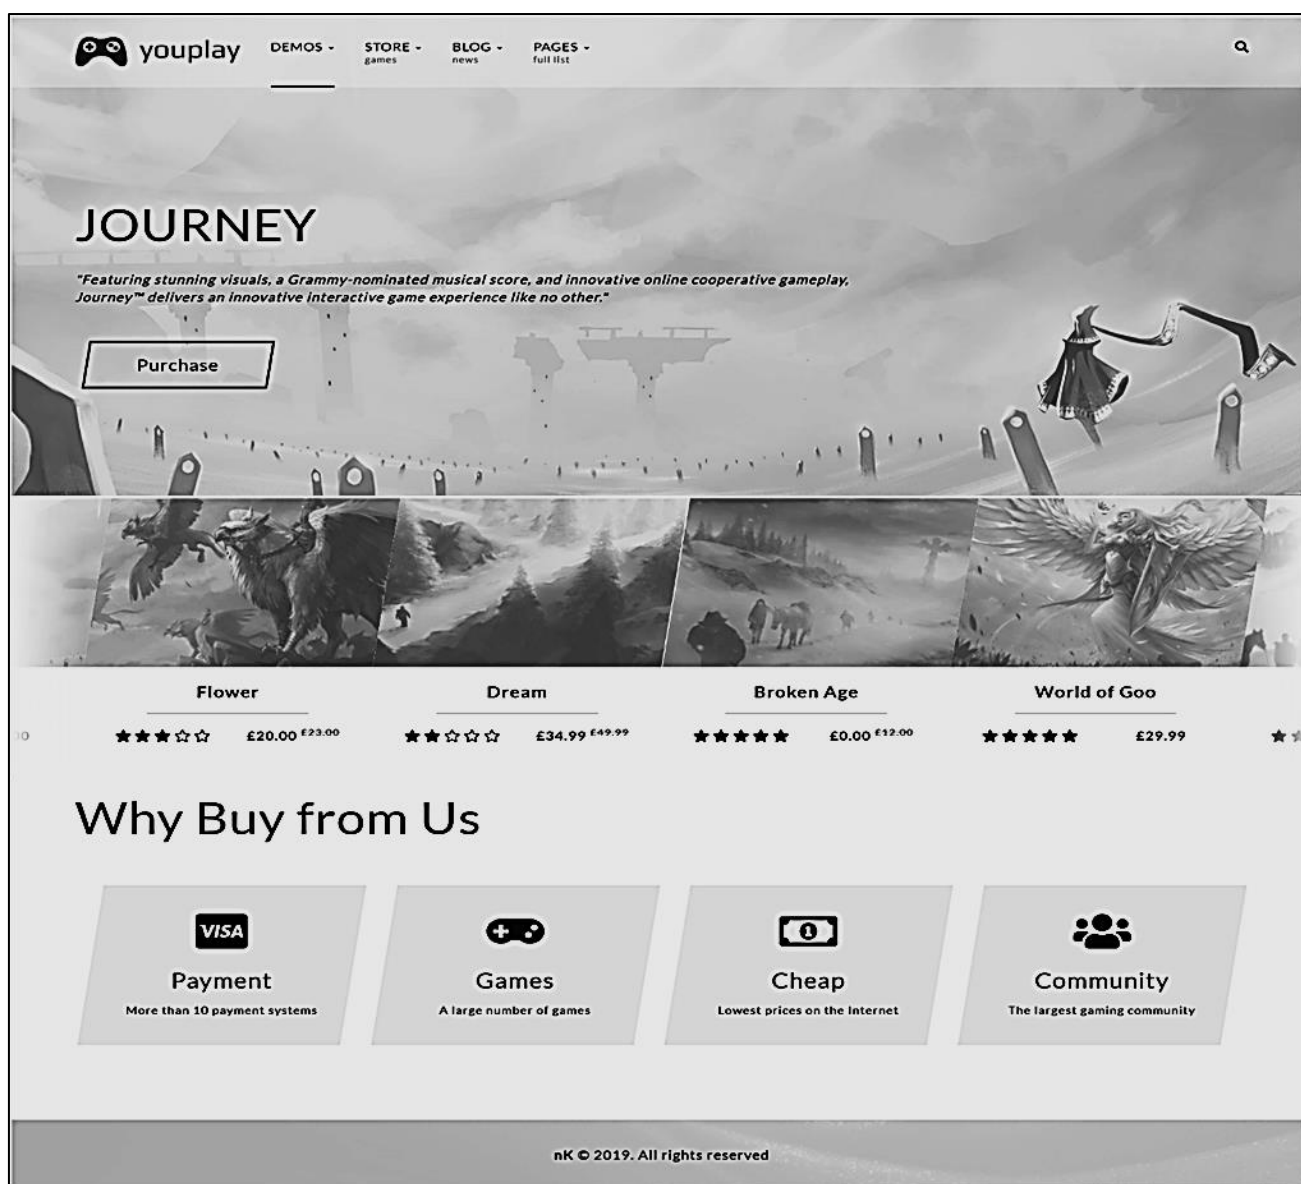 youplay
DEMOS
STORE
games
BLOG
news
PAGES
full list
JOURNEY
"Featuring stunning visuals, a Grammy-nominated musical score, and innovative online cooperative gameplay,
Journey™ delivers an innovative interactive game experience like no other."
Purchase
Flower
£20.00 £23.00
Dream
£34.99 £49.99
Broken Age
£0.00 £12.00
World of Goo
£29.99
Why Buy from Us
VISA
Payment
More than 10 payment systems
Games
A large number of games
1
Cheap
Lowest prices on the Internet
Community
The largest gaming community
nK © 2019. All rights reserved